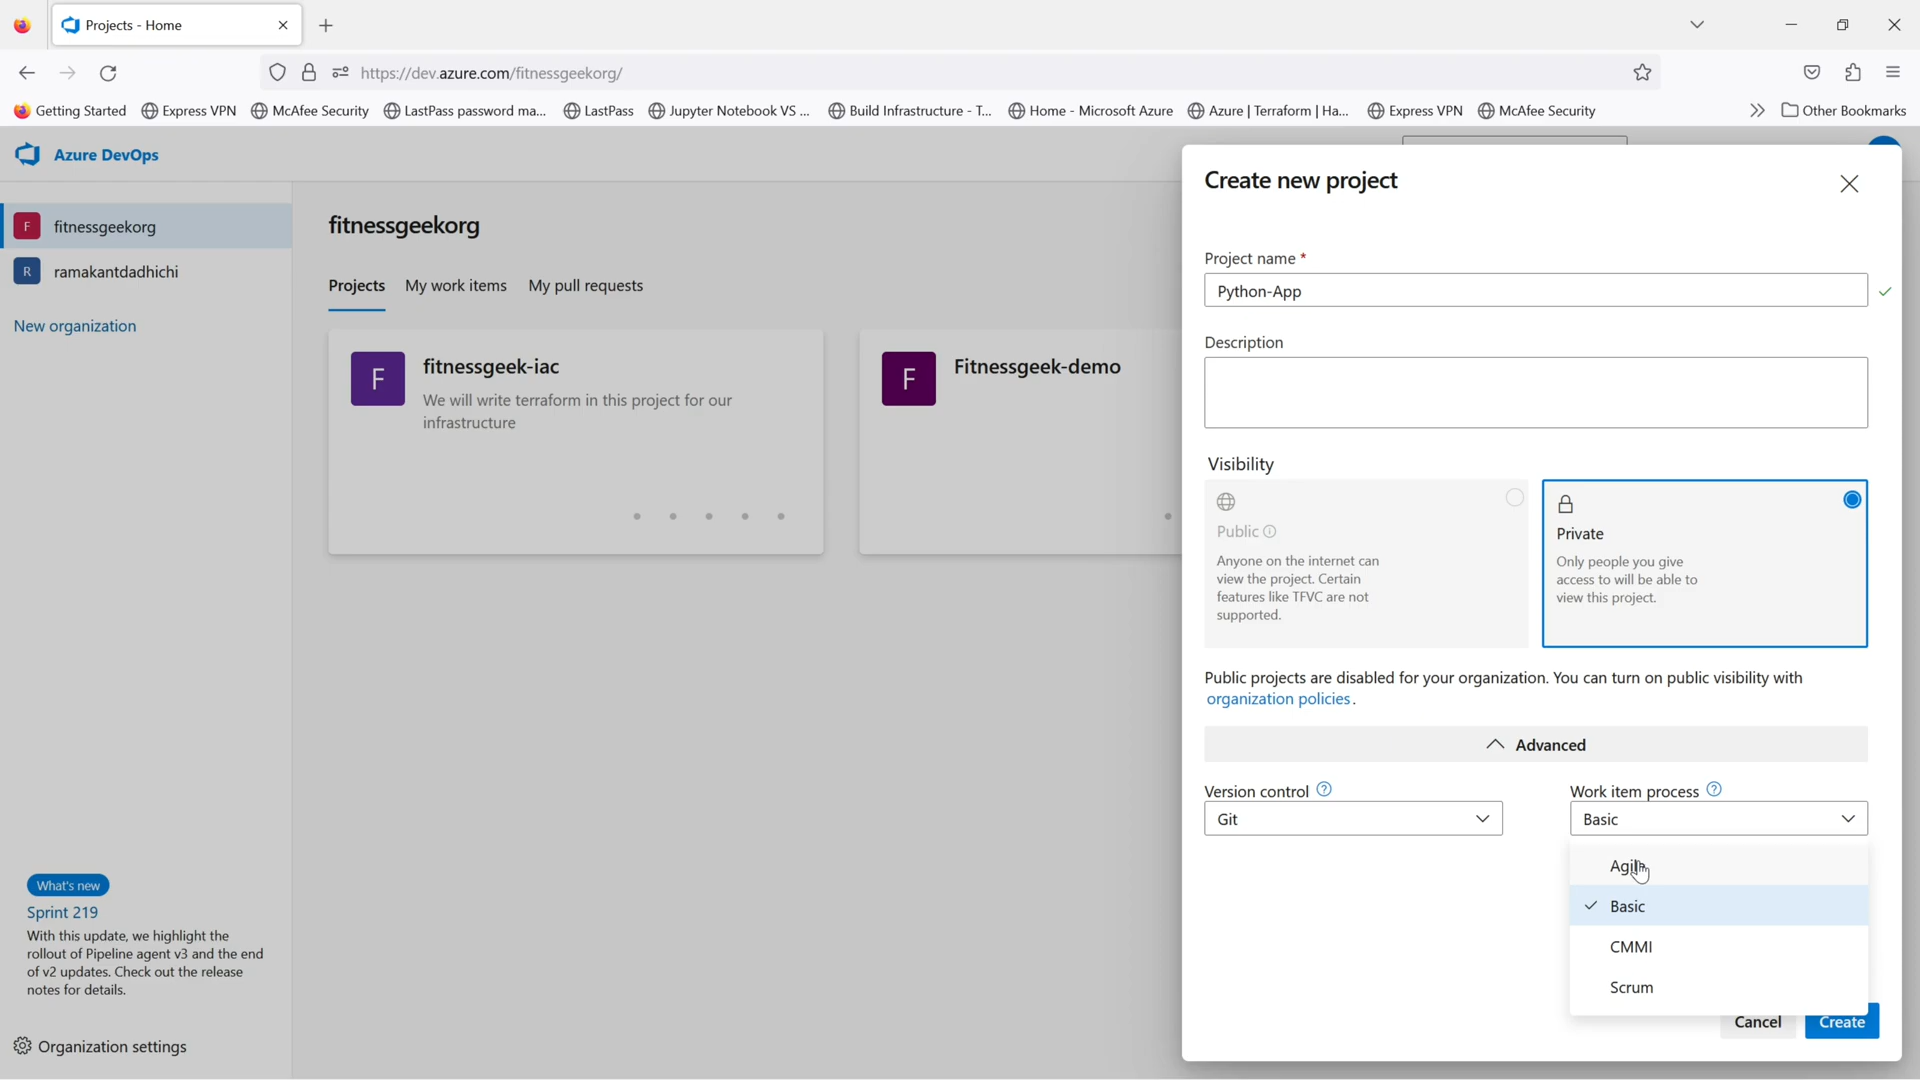 Projects - Home
https://dev.azure.com/fitnessgeekorg/
Getting Started
Express VPN
McAfee Security
LastPass password ma...
LastPass
Jupyter Notebook VS ...
Build Infrastructure - T...
Home - Microsoft Azure
Azure | Terraform | Ha...
Express VPN
McAfee Security
Other Bookmarks
Azure DevOps
F fitnessgeekorg
R ramakantdadhichi
New organization
What's new
Sprint 219
With this update, we highlight the
rollout of Pipeline agent v3 and the end
of v2 updates. Check out the release
notes for details.
Organization settings
fitnessgeekorg
Projects My work items My pull requests
F
fitnessgeek-iac
We will write terraform in this project for our
infrastructure
F
Fitnessgeek-demo
Create new project
Project name *
Python-App
Description
Visibility
Public
Anyone on the internet can
view the project. Certain
features like TFVC are not
supported.
Private
Only people you give
access to will be able to
view this project.
Public projects are disabled for your organization. You can turn on public visibility with
organization policies.
Advanced
Version control ?
Git
Work item process ?
Basic
Agile
Basic
CMMI
Scrum
Cancel Create